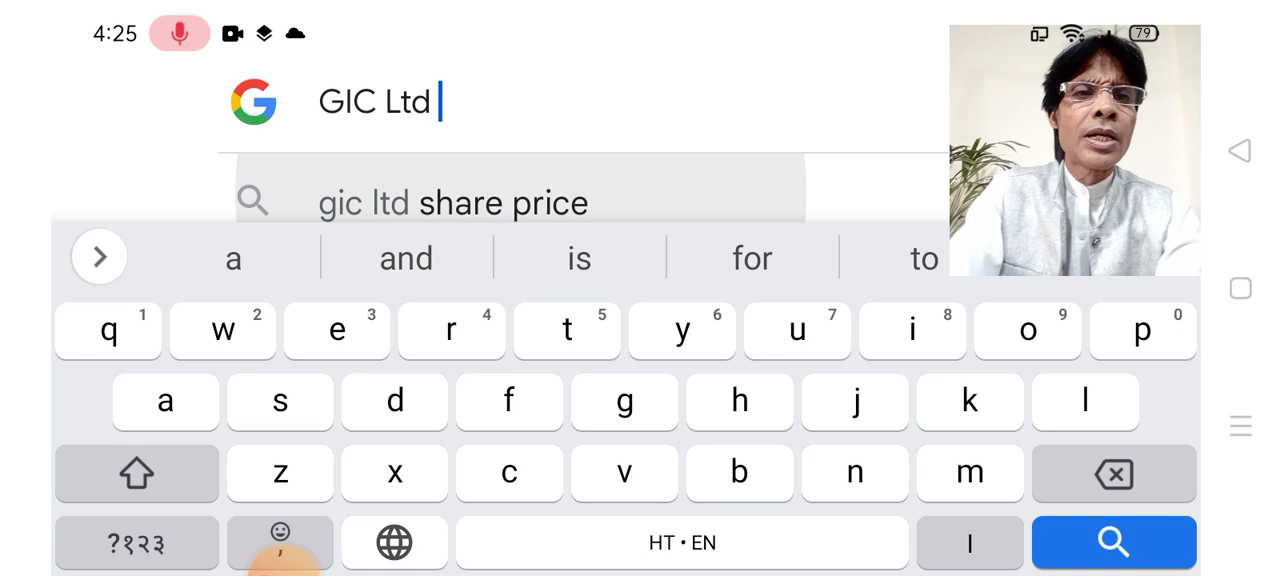 4:25
79
GIC Ltd
gic ltd share price
a and is for to
q 1 w 2 e 3 r 4 t 5 y 6 u 7 i 8 o 9 p 0
a s d f g h j k l
z x c v b n m
?१२३ , HT • EN ।